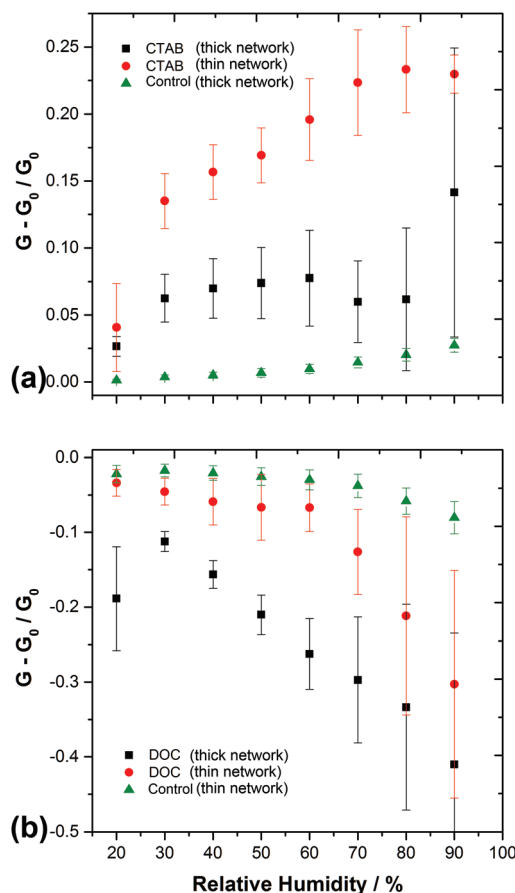 0.25
0.20
0.15
0.10
0.05
0.00
G - G0 / G0
CTAB (thick network)
CTAB (thin network)
Control (thick network)
(a)
0.0
-0.1
-0.2
-0.3
-0.4
-0.5
G - G0 / G0
DOC (thick network)
DOC (thin network)
Control (thin network)
(b)
20 30 40 50 60 70 80 90 100
Relative Humidity / %